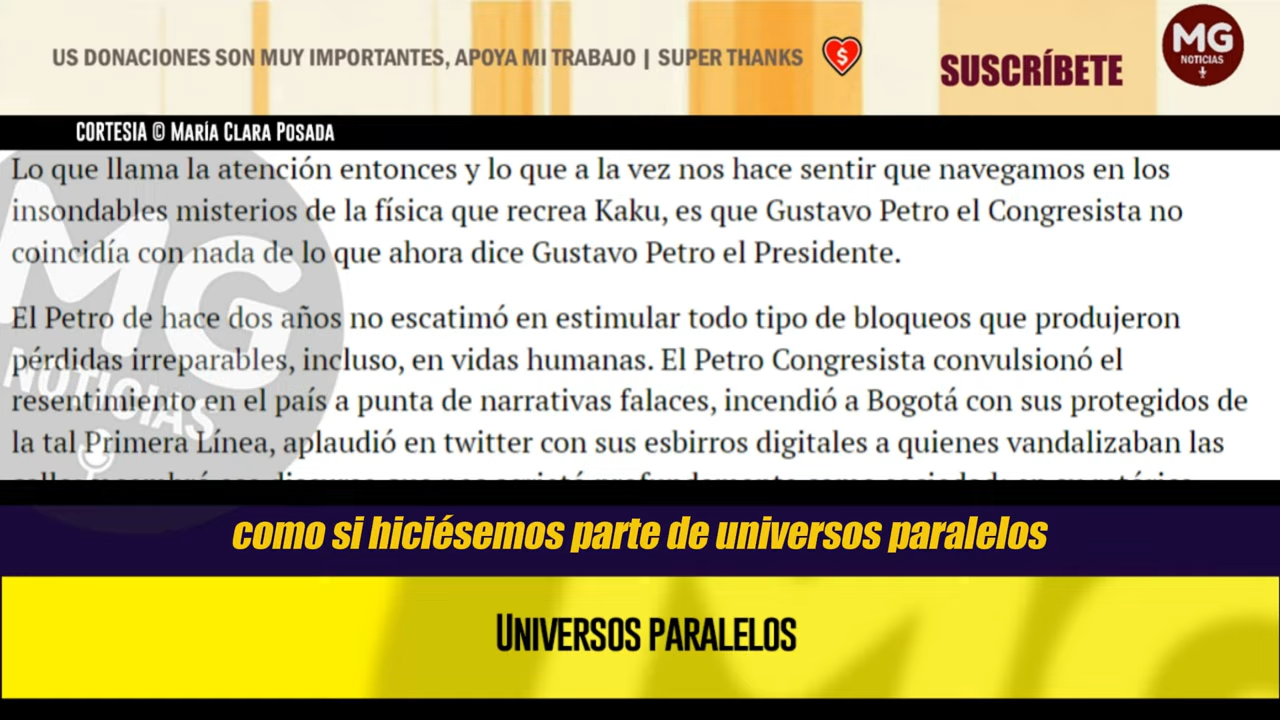 US DONACIONES SON MUY IMPORTANTES, APOYA MI TRABAJO | SUPER THANKS
$
SUSCRÍBETE
MG
NOTICIAS
CORTESIA © MARÍA CLARA POSADA
Lo que llama la atención entonces y lo que a la vez nos hace sentir que navegamos en los
insondables misterios de la física que recrea Kaku, es que Gustavo Petro el Congresista no
coincidía con nada de lo que ahora dice Gustavo Petro el Presidente.
El Petro de hace dos años no escatimó en estimular todo tipo de bloqueos que produjeron
pérdidas irreparables, incluso, en vidas humanas. El Petro Congresista convulsionó el
resentimiento en el país a punta de narrativas falaces, incendió a Bogotá con sus protegidos de
la tal Primera Línea, aplaudió en twitter con sus esbirros digitales a quienes vandalizaban las
MG
NOTICIAS
como si hiciésemos parte de universos paralelos
UNIVERSOS PARALELOS